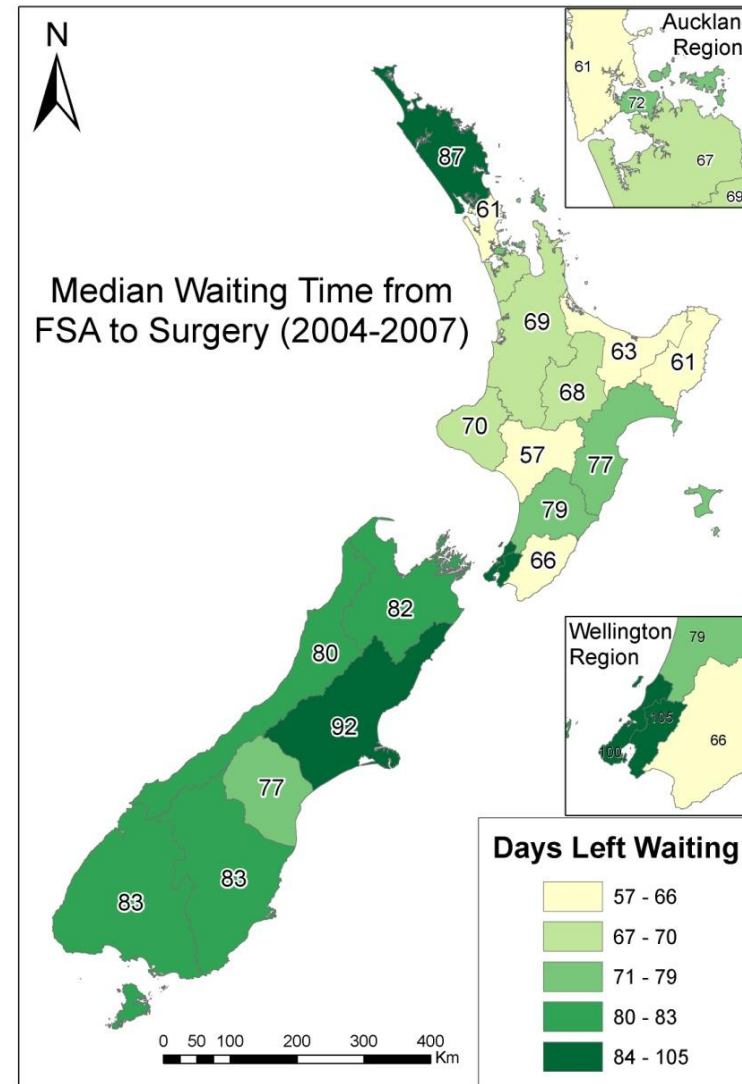 N
Aucklan
Region
61
72
67
69
87
61
Median Waiting Time from
FSA to Surgery (2004-2007)
69
63
61
68
70
57
77
79
66
82
80
92
77
83
83
Wellington
Region
79
105
100
66
Days Left Waiting
57 - 66
67 - 70
71 - 79
80 - 83
84 - 105
0 50 100 200 300 400
Km